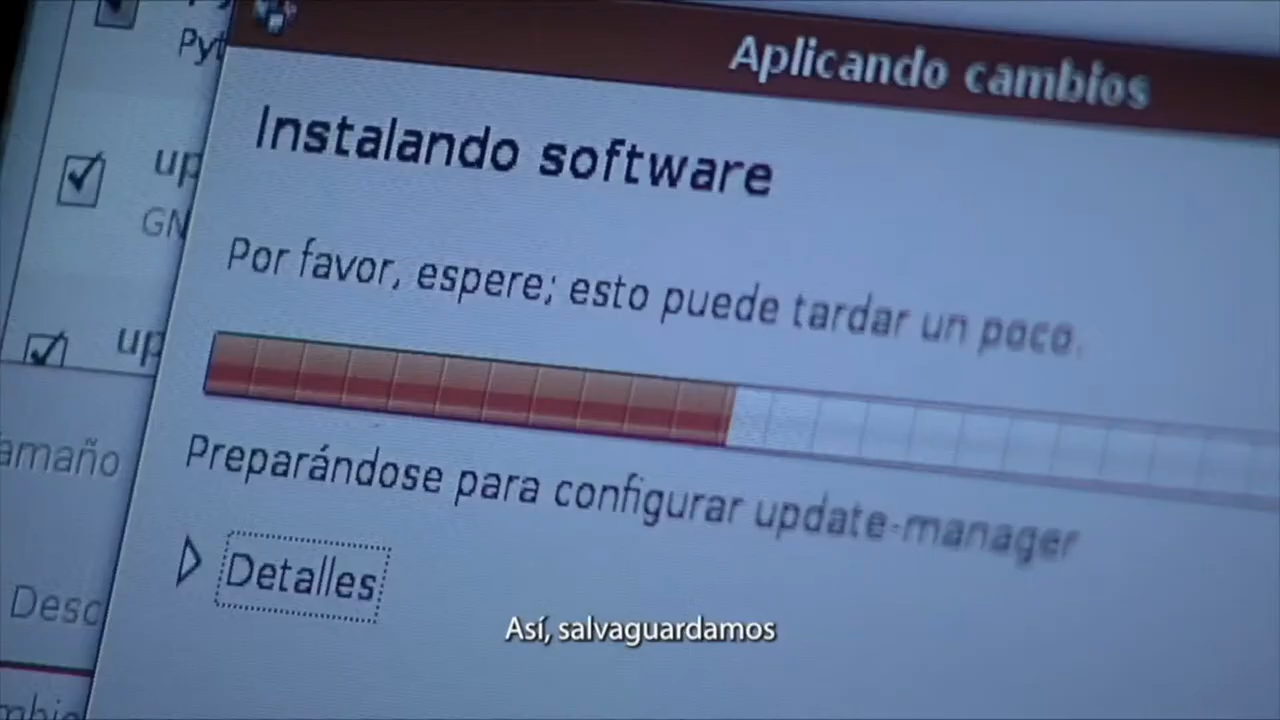 Aplicando cambios
Instalando software
Por favor, espere; esto puede tardar un poco.
Preparándose para configurar update-manager
Detalles
Así, salvaguardamos